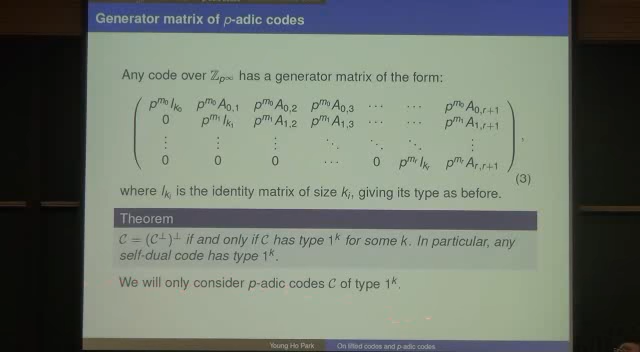 Generator matrix of p-adic codes
Any code over ℤ_{p^∞} has a generator matrix of the form:
p^{m_0}I_{k_0} p^{m_0}A_{0,1} p^{m_0}A_{0,2} p^{m_0}A_{0,3} ⋯ ⋯ p^{m_0}A_{0,r+1}
0 p^{m_1}I_{k_1} p^{m_1}A_{1,2} p^{m_1}A_{1,3} ⋯ ⋯ p^{m_1}A_{1,r+1}
⋮ ⋮ ⋮ ⋱ ⋱ ⋱ ⋮
0 0 0 ⋯ 0 p^{m_r}I_{k_r} p^{m_r}A_{r,r+1}
,
(3)
where I_{k_i} is the identity matrix of size k_i, giving its type as before.
Theorem
𝒞 = (𝒞^⊥)^⊥ if and only if 𝒞 has type 1^k for some k. In particular, any
self-dual code has type 1^k.
We will only consider p-adic codes 𝒞 of type 1^k.
Young Ho Park On lifted codes and p-adic codes